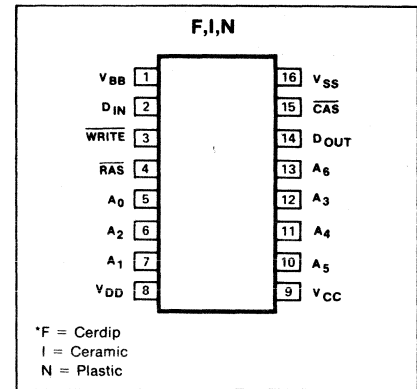 F,I,N
VBB 1 16 VSS
DIN 2 15 CAS
WRITE 3 14 DOUT
RAS 4 13 A6
A0 5 12 A3
A2 6 11 A4
A1 7 10 A5
VDD 8 9 VCC
*F = Cerdip
I = Ceramic
N = Plastic